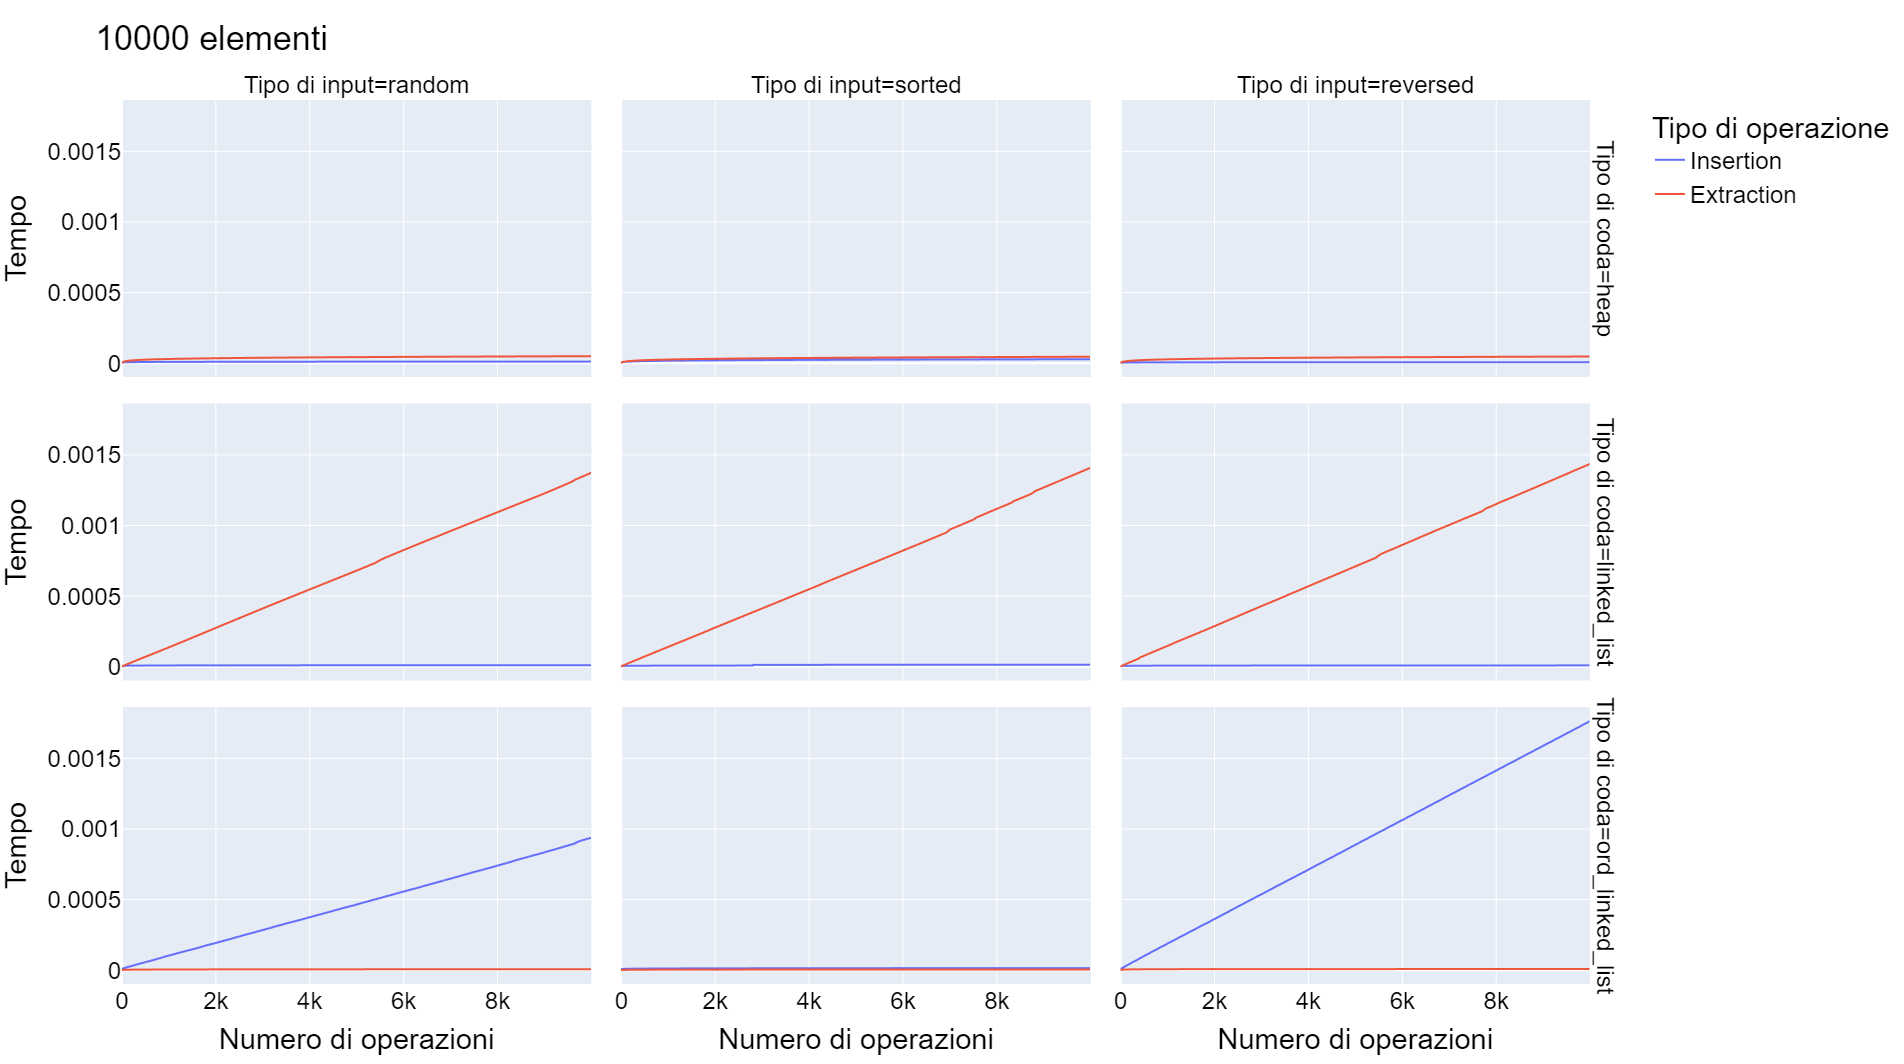 10000 elementi
Tipo di input=random
Tipo di input=sorted
Tipo di input=reversed
Tipo di operazione
Insertion
Extraction
Tempo
0.0015
0.001
0.0005
0
Tipo di coda=heap
Tempo
0.0015
0.001
0.0005
0
Tipo di coda=linked_list
Tempo
0.0015
0.001
0.0005
0
Tipo di coda=ord_linked_list
0 2k 4k 6k 8k
0 2k 4k 6k 8k
0 2k 4k 6k 8k
Numero di operazioni
Numero di operazioni
Numero di operazioni